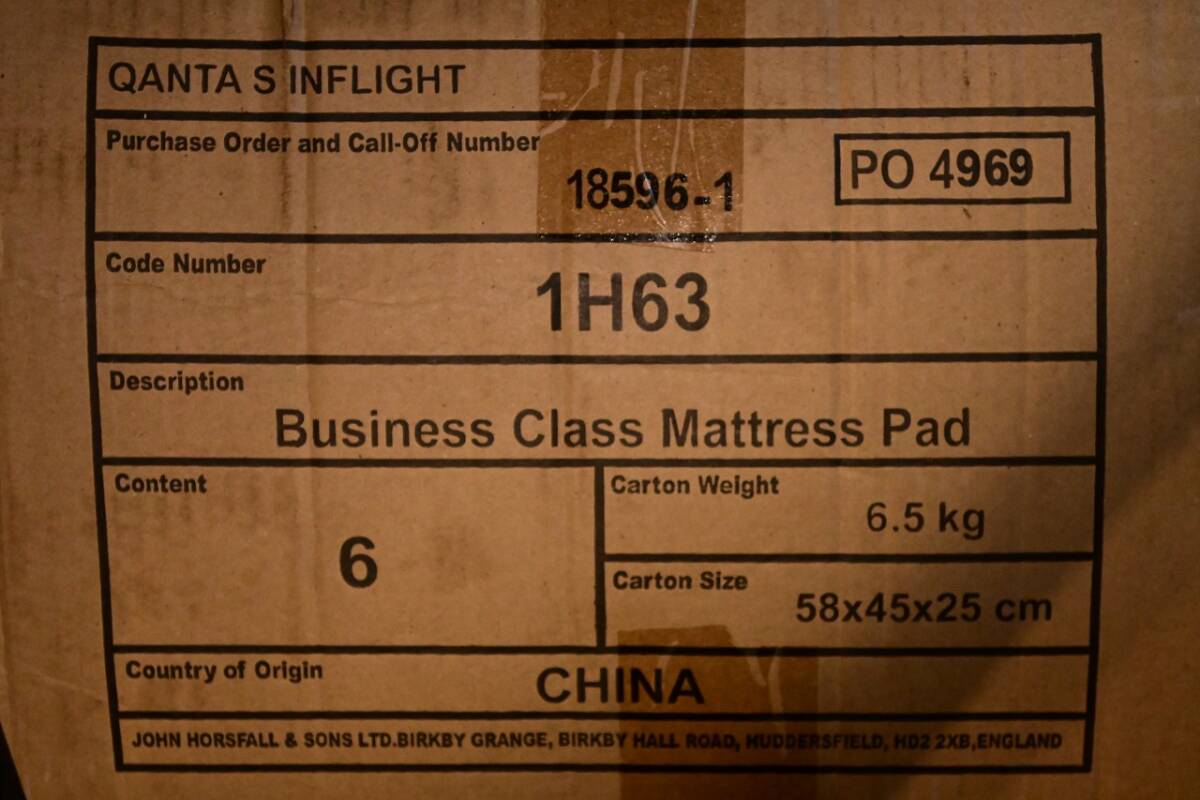 QANTA S INFLIGHT
Purchase Order and Call-Off Number
18596-1
PO 4969
Code Number
1H63
Description
Business Class Mattress Pad
Content
6
Carton Weight
6.5 kg
Carton Size
58x45x25 cm
Country of Origin
CHINA
JOHN HORSFALL & SONS LTD.BIRKBY GRANGE, BIRKBY HALL ROAD, HUDDERSFIELD, HD2 2XB,ENGLAND